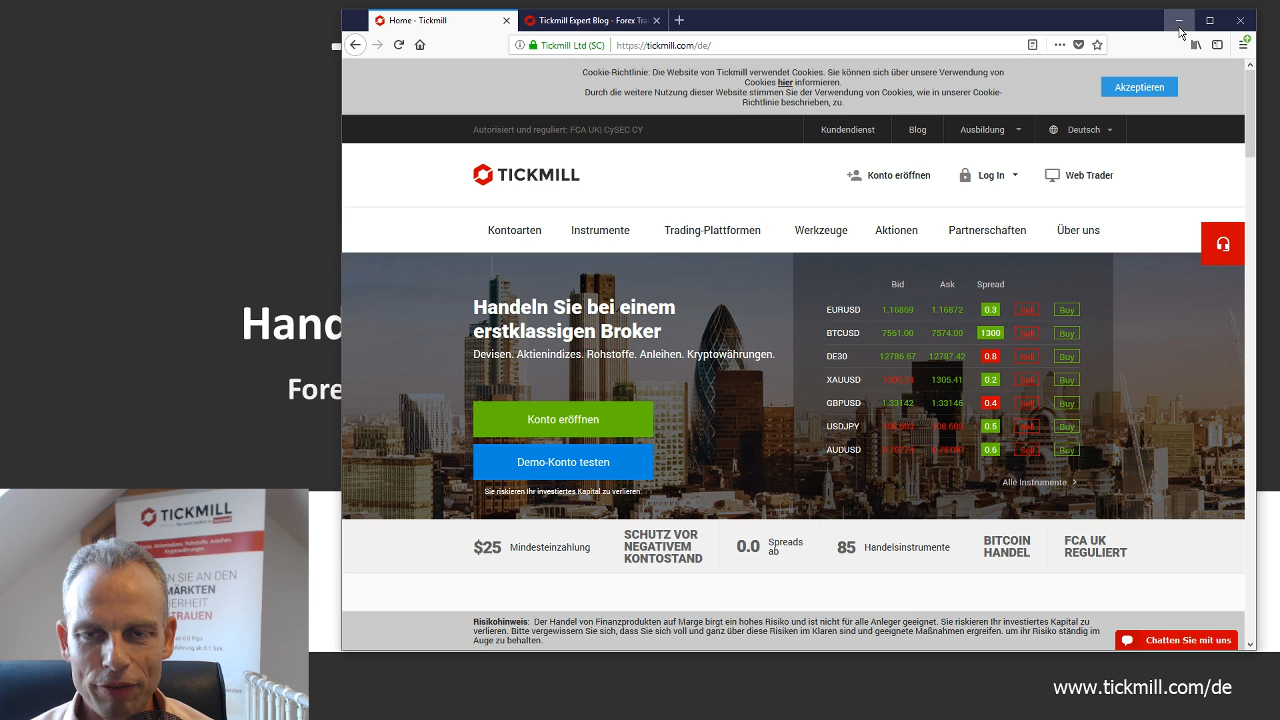 Home - Tickmill
Tickmill Expert Blog - Forex Tra
Tickmill Ltd (SC)
https://tickmill.com/de/
Cookie-Richtlinie: Die Website von Tickmill verwendet Cookies. Sie können sich über unsere Verwendung von
Cookies hier informieren.
Durch die weitere Nutzung dieser Website stimmen Sie der Verwendung von Cookies, wie in unserer Cookie-
Richtlinie beschrieben, zu.
Akzeptieren
Autorisiert und reguliert: FCA UK| CySEC CY
Kundendienst
Blog
Ausbildung
Deutsch
TICKMILL
Konto eröffnen
Log In
Web Trader
Kontoarten
Instrumente
Trading-Plattformen
Werkzeuge
Aktionen
Partnerschaften
Über uns
Handeln Sie bei einem
erstklassigen Broker
Devisen. Aktienindizes. Rohstoffe. Anleihen. Kryptowährungen.
Konto eröffnen
Demo-Konto testen
Sie riskieren Ihr investiertes Kapital zu verlieren.
Bid Ask Spread
EURUSD 1.16869 1.16872 0.3 Sell Buy
BTCUSD 7561.00 7574.00 1300 Sell Buy
DE30 12786.67 12787.42 0.8 Sell Buy
XAUUSD 1305.41 0.2 Sell Buy
GBPUSD 1.33142 1.33146 0.4 Sell Buy
USDJPY 0.5 Sell Buy
AUDUSD 0.6 Sell Buy
Alle Instrumente
$25 Mindesteinzahlung
SCHUTZ VOR
NEGATIVEM
KONTOSTAND
0.0 Spreads
ab
85 Handelsinstrumente
BITCOIN
HANDEL
FCA UK
REGULIERT
Risikohinweis: Der Handel von Finanzprodukten auf Marge birgt ein hohes Risiko und ist nicht für alle Anleger geeignet. Sie riskieren Ihr investiertes Kapital zu
verlieren. Bitte vergewissern Sie sich, dass Sie sich voll und ganz über diese Risiken im Klaren sind und geeignete Maßnahmen ergreifen. um ihr Risiko ständig im
Auge zu behalten.
Chatten Sie mit uns
Hand
Fore
TICKMILL
EN SIE AN DEN
MÄRKTEN
HERHEIT
TRAUEN
www.tickmill.com/de